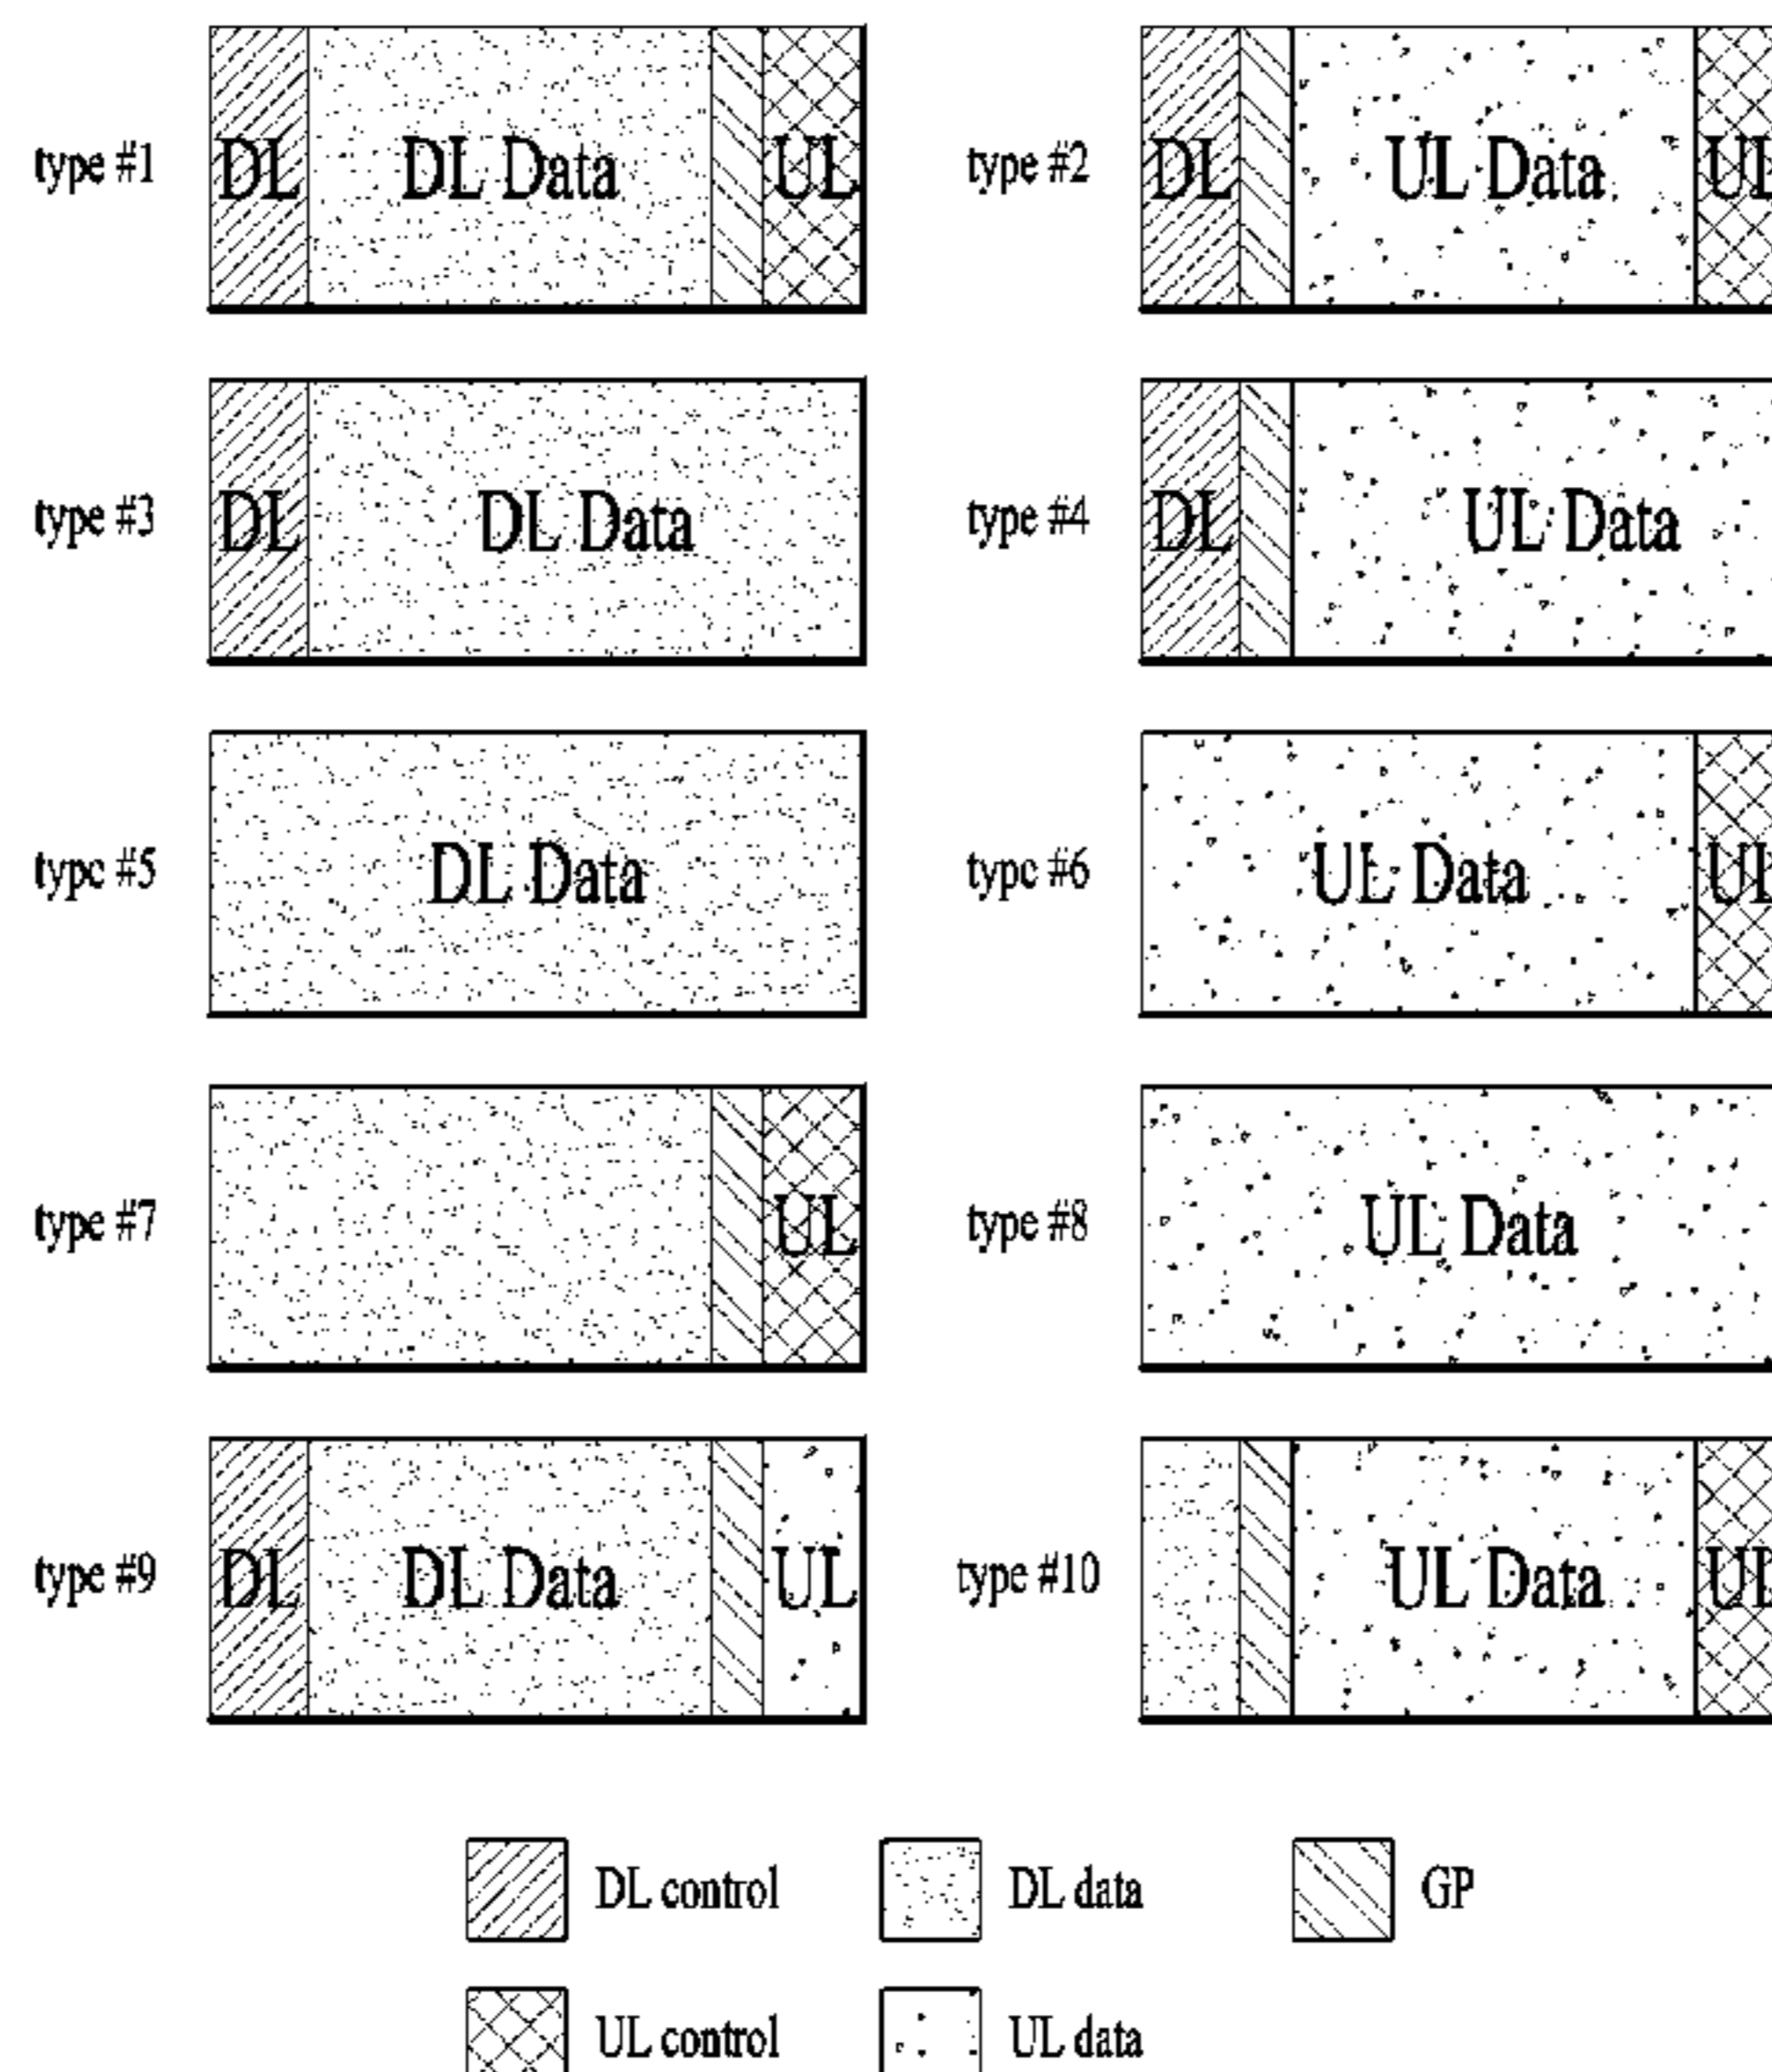 type #1 DL DL Data UL
type #2 DL UL Data UL
type #3 DL DL Data
type #4 DL UL Data
type #5 DL Data
type #6 UL Data UL
type #7 UL
type #8 UL Data
type #9 DL DL Data UL
type #10 UL Data UL
DL control
DL data
GP
UL control
UL data